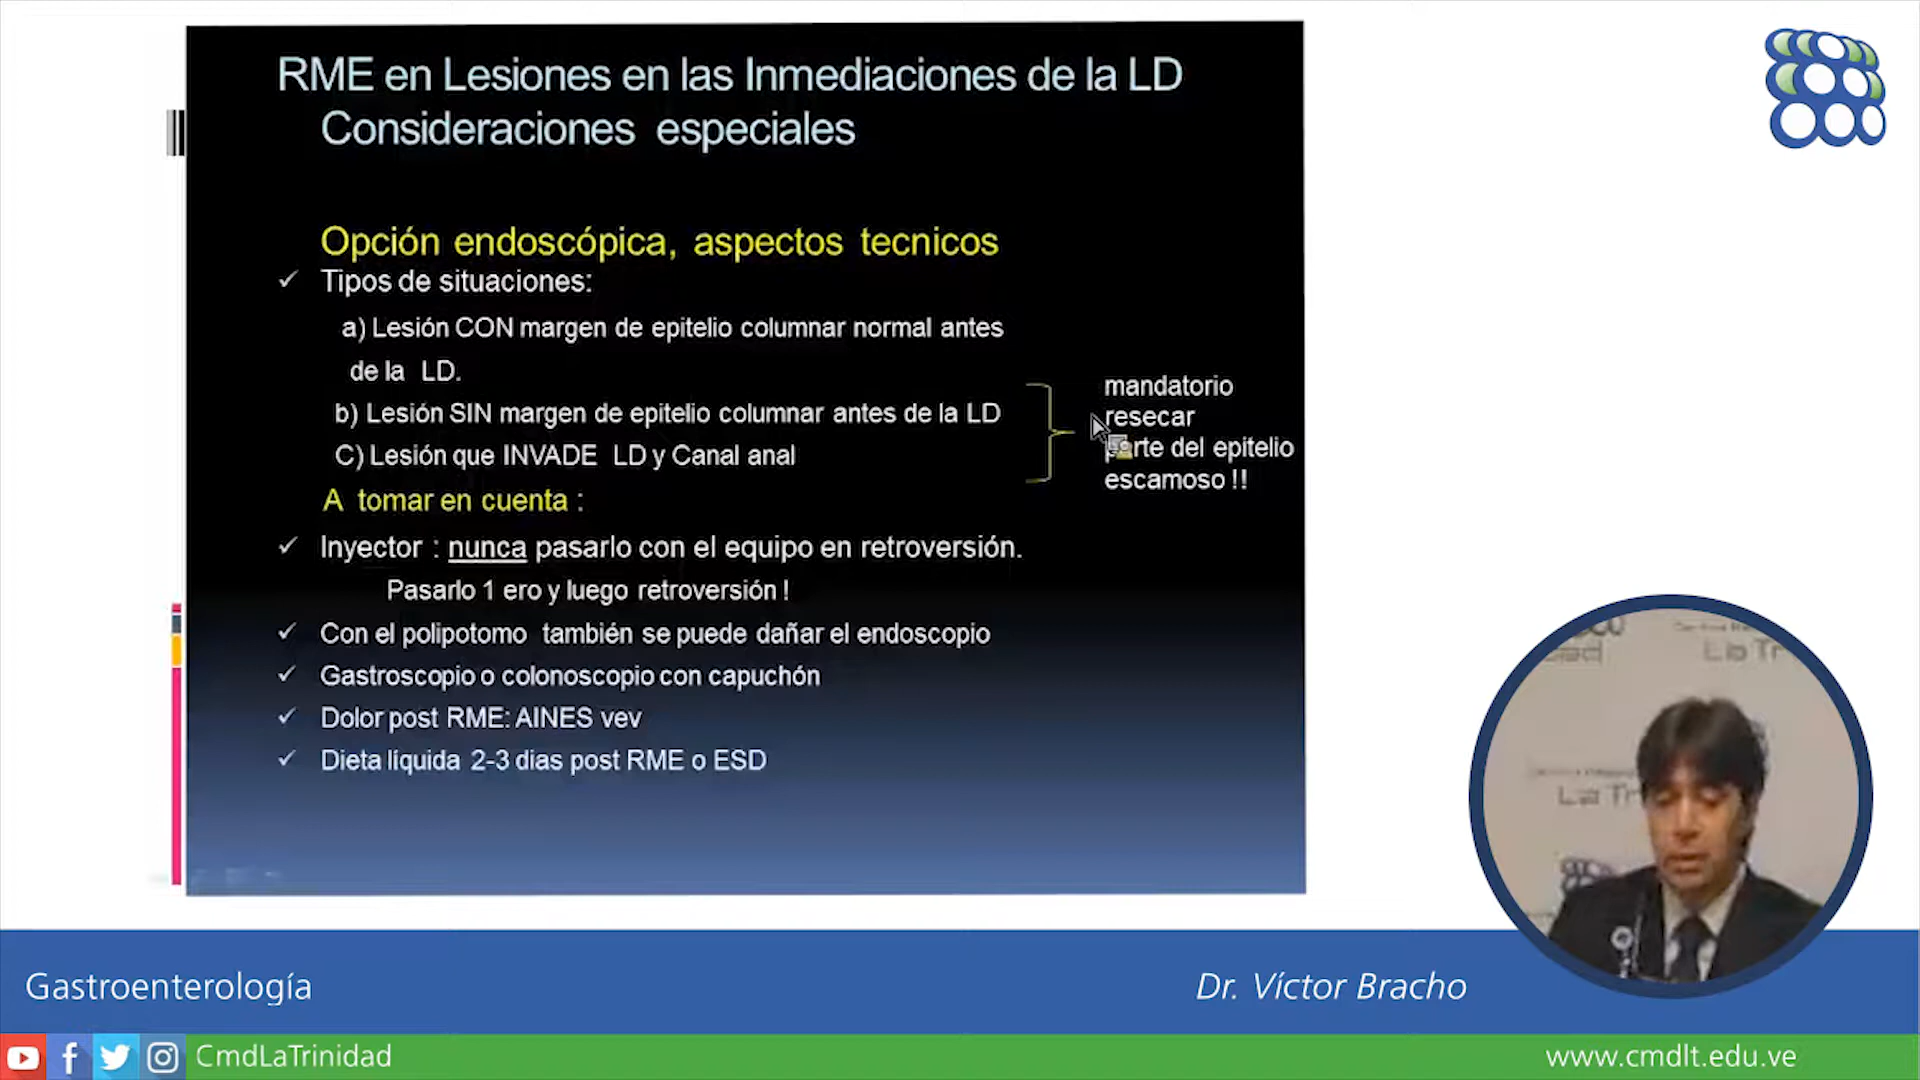 RME en Lesiones en las Inmediaciones de la LD
Consideraciones especiales
Opción endoscópica, aspectos tecnicos
✓ Tipos de situaciones:
a) Lesión CON margen de epitelio columnar normal antes
de la LD.
b) Lesión SIN margen de epitelio columnar antes de la LD
C) Lesión que INVADE LD y Canal anal
mandatorio
resecar
parte del epitelio
escamoso !!
A tomar en cuenta :
✓ Inyector : nunca pasarlo con el equipo en retroversión.
Pasarlo 1 ero y luego retroversión !
✓ Con el polipotomo también se puede dañar el endoscopio
✓ Gastroscopio o colonoscopio con capuchón
✓ Dolor post RME: AINES vev
✓ Dieta líquida 2-3 dias post RME o ESD
La Tr
La Tr
Gastroenterología
Dr. Víctor Bracho
CmdLaTrinidad
www.cmdlt.edu.ve